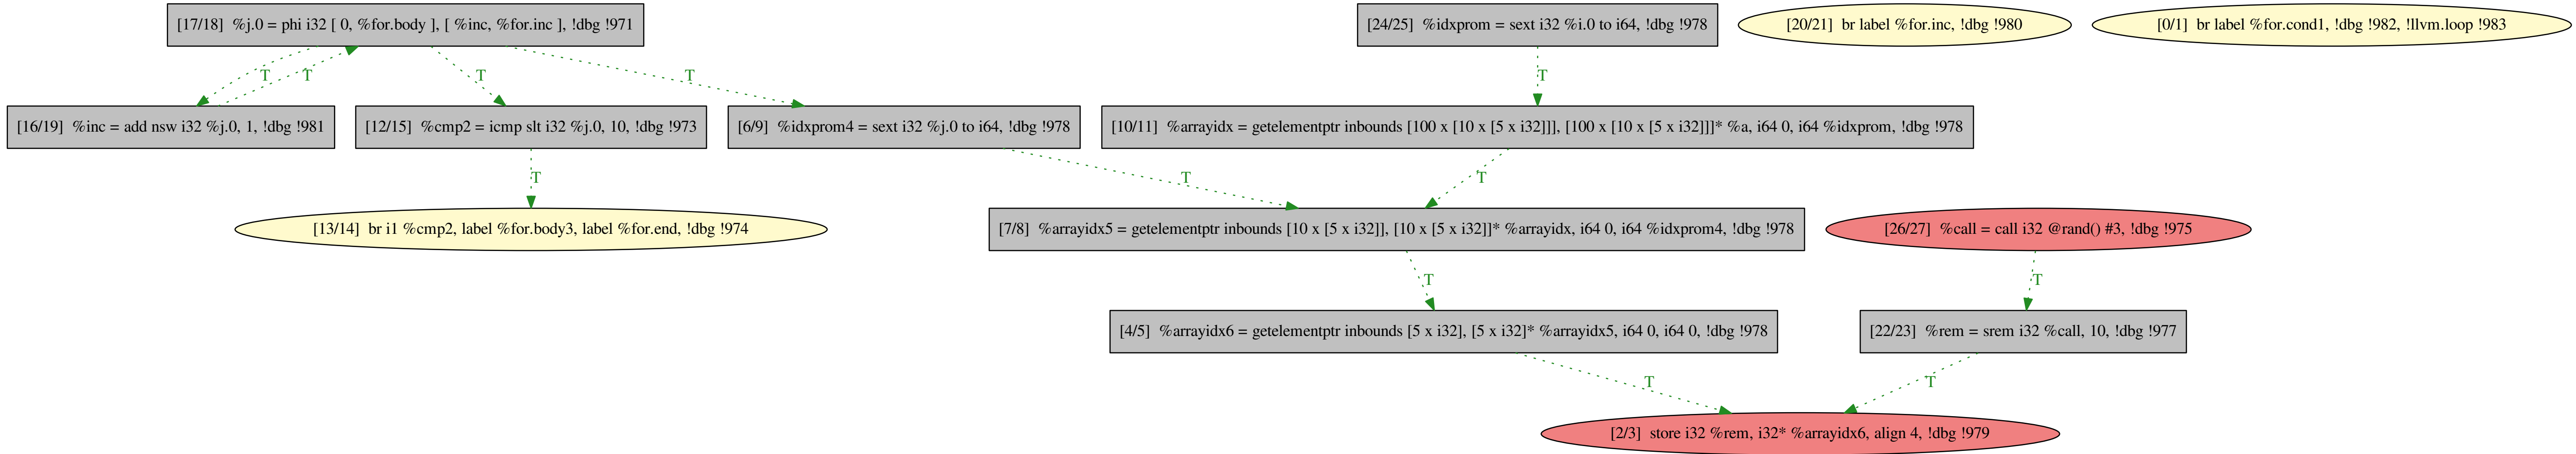 [17/18]  %j.0 = phi i32 [ 0, %for.body ], [ %inc, %for.inc ], !dbg !971
[24/25]  %idxprom = sext i32 %i.0 to i64, !dbg !978
[20/21]  br label %for.inc, !dbg !980
[0/1]  br label %for.cond1, !dbg !982, !llvm.loop !983
T
T
T
T
T
[16/19]  %inc = add nsw i32 %j.0, 1, !dbg !981
[12/15]  %cmp2 = icmp slt i32 %j.0, 10, !dbg !973
[6/9]  %idxprom4 = sext i32 %j.0 to i64, !dbg !978
[10/11]  %arrayidx = getelementptr inbounds [100 x [10 x [5 x i32]]], [100 x [10 x [5 x i32]]]* %a, i64 0, i64 %idxprom, !dbg !978
T
T
T
[13/14]  br i1 %cmp2, label %for.body3, label %for.end, !dbg !974
[7/8]  %arrayidx5 = getelementptr inbounds [10 x [5 x i32]], [10 x [5 x i32]]* %arrayidx, i64 0, i64 %idxprom4, !dbg !978
[26/27]  %call = call i32 @rand() #3, !dbg !975
T
T
[4/5]  %arrayidx6 = getelementptr inbounds [5 x i32], [5 x i32]* %arrayidx5, i64 0, i64 0, !dbg !978
[22/23]  %rem = srem i32 %call, 10, !dbg !977
T
T
[2/3]  store i32 %rem, i32* %arrayidx6, align 4, !dbg !979